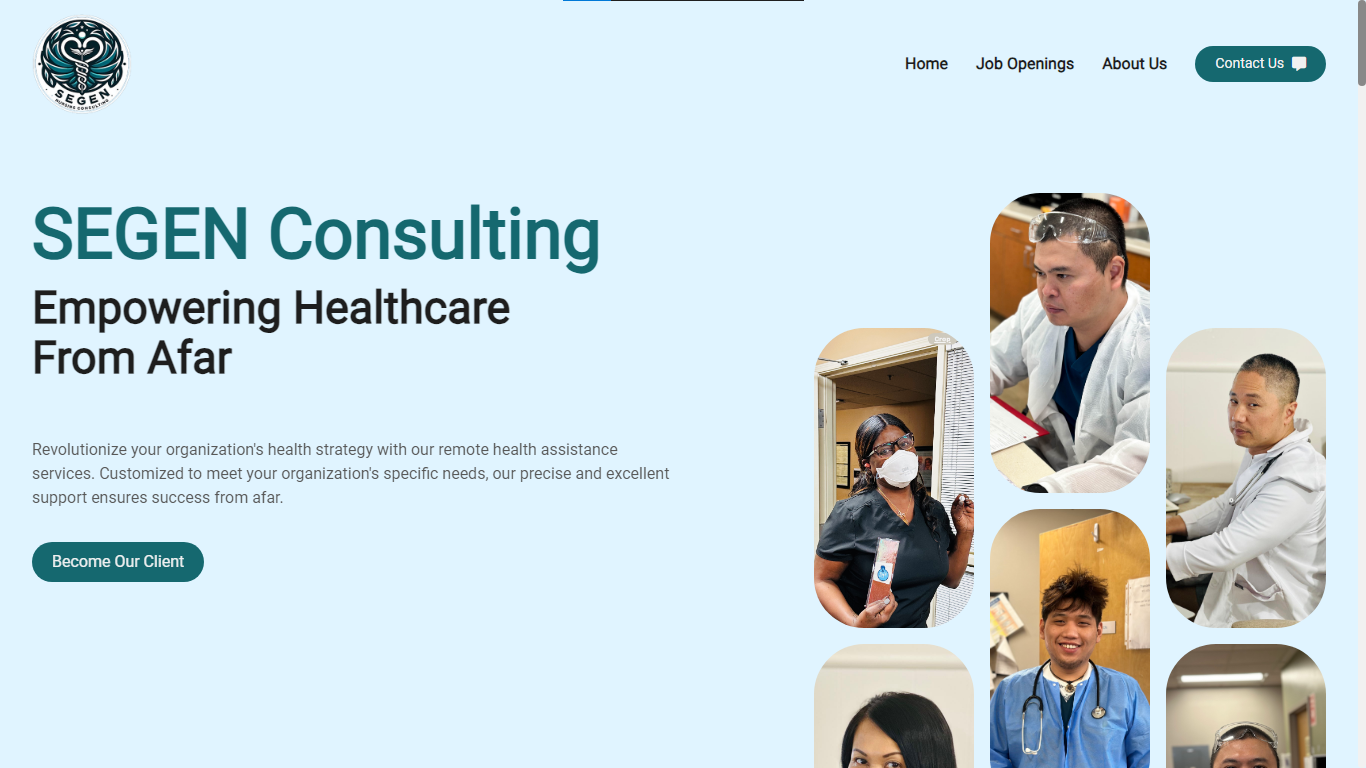 SEGEN
NURSING CONSULTING
Home
Job Openings
About Us
Contact Us
SEGEN Consulting
Empowering Healthcare
From Afar
Revolutionize your organization's health strategy with our remote health assistance
services. Customized to meet your organization's specific needs, our precise and excellent
support ensures success from afar.
Become Our Client